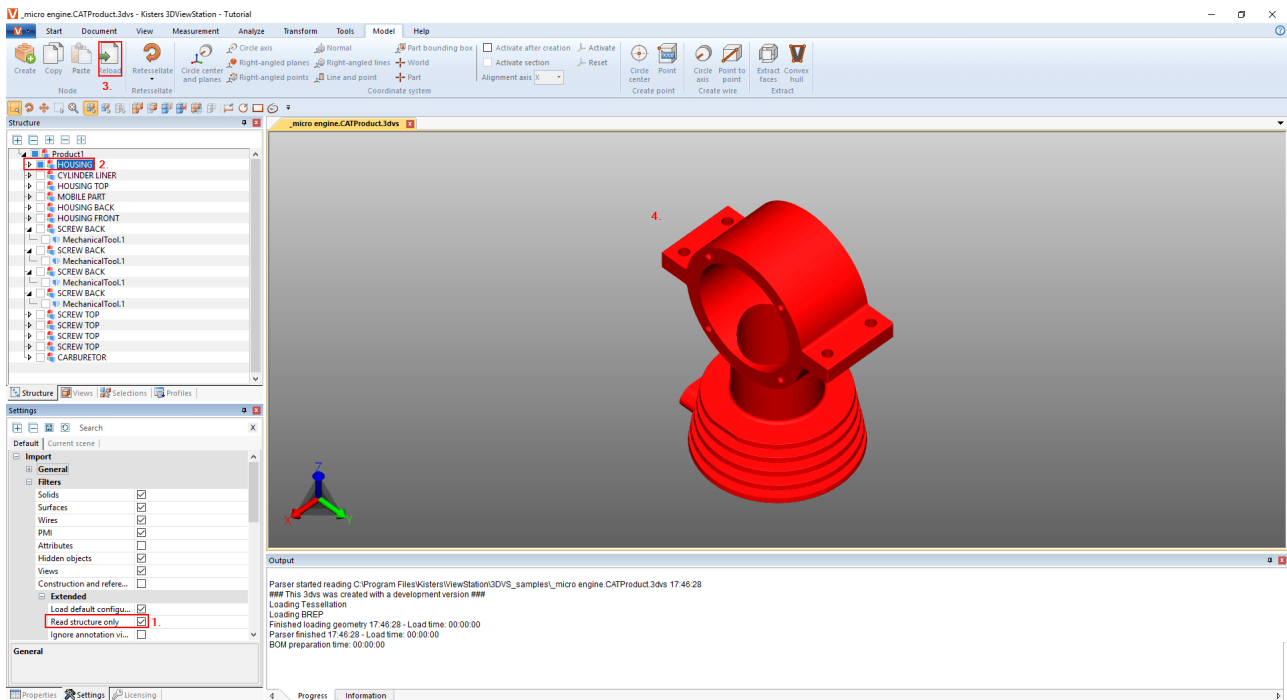 _micro engine.CATProduct.3dvs - Kisters 3DViewStation - Tutorial
Start Document View Measurement Analyze Transform Tools Model Help
Create Copy Paste Reload
3.
Node
Retessellate
Retessellate
Circle center and planes
Circle axis
Right-angled planes
Right-angled points
Normal
Right-angled lines
Line and point
Part bounding box
World
Part
Activate after creation
Activate section
Alignment axis X
Activate
Reset
Coordinate system
Circle center
Point
Create point
Circle axis
Point to point
Create wire
Extract faces
Convex hull
Extract
Structure
Product1
HOUSING 2.
CYLINDER LINER
HOUSING TOP
MOBILE PART
HOUSING BACK
HOUSING FRONT
SCREW BACK
MechanicalTool.1
SCREW BACK
MechanicalTool.1
SCREW BACK
MechanicalTool.1
SCREW BACK
MechanicalTool.1
SCREW TOP
SCREW TOP
SCREW TOP
SCREW TOP
CARBURETOR
Structure Views Selections Profiles
Settings
Search X
Default Current scene
Import
General
Filters
Solids
Surfaces
Wires
PMI
Attributes
Hidden objects
Views
Construction and refere...
Extended
Load default configu...
Read structure only 1.
Ignore annotation vi...
General
Properties Settings Licensing
_micro engine.CATProduct.3dvs
4.
Z
X
Y
Output
Parser started reading C:\Program Files\Kisters\ViewStation\3DVS_samples\_micro engine.CATProduct.3dvs 17:46:28
### This 3dvs was created with a development version ###
Loading Tessellation
Loading BREP
Finished loading geometry 17:46:28 - Load time: 00:00:00
Parser finished 17:46:28 - Load time: 00:00:00
BOM preparation time: 00:00:00
Progress Information